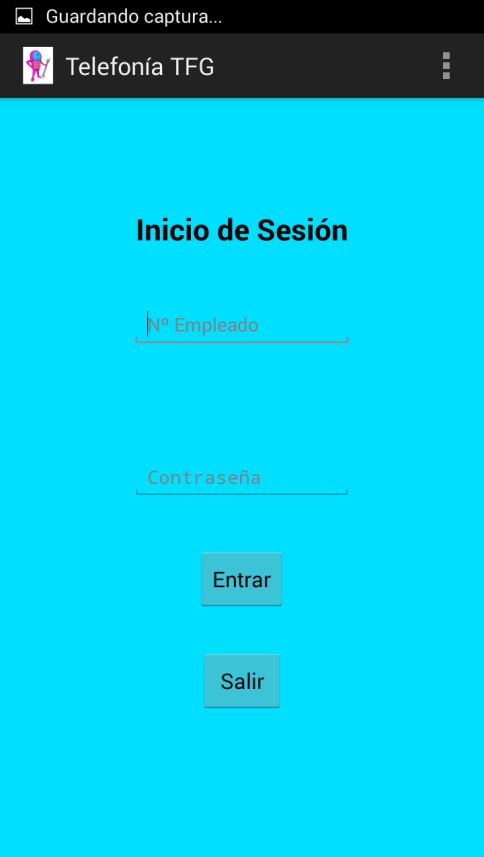 Guardando captura...
Telefonía TFG
Inicio de Sesión
Nº Empleado
Contraseña
Entrar
Salir